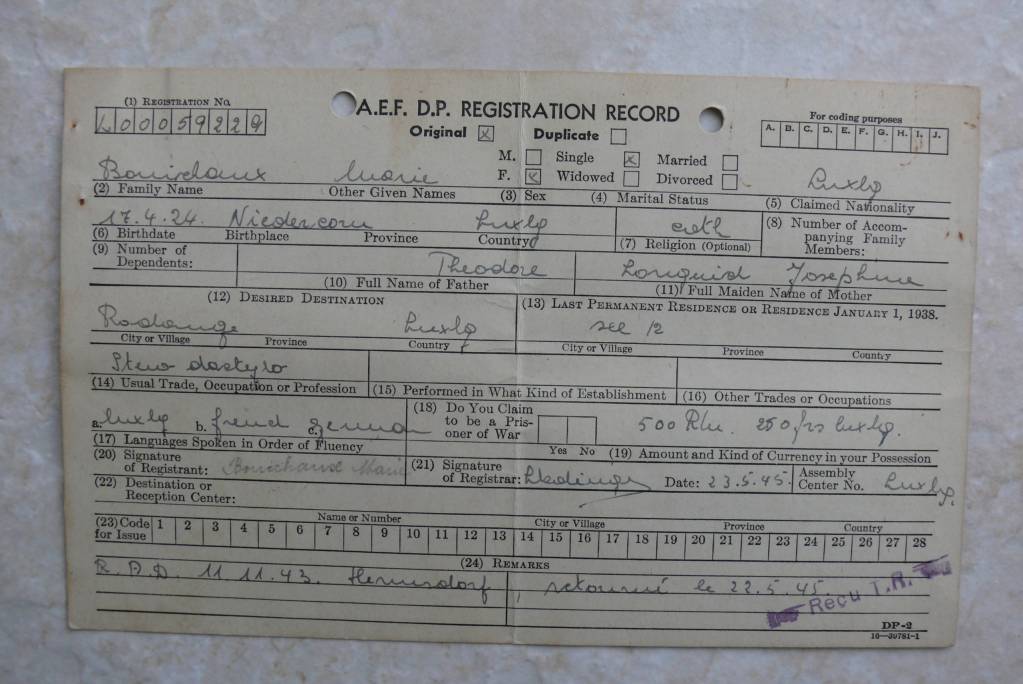 (1) REGISTRATION NO.
L00059229
A.E.F. D.P. REGISTRATION RECORD
Original x Duplicate
For coding purposes
A. B. C. D. E. F. G. H. I. J.
M. Single x Married
F. x Widowed Divorced
Marie Luxbg
(2) Family Name Other Given Names (3) Sex (4) Marital Status (5) Claimed Nationality
17.4.24. Niedercorn Luxbg cath
(6) Birthdate Birthplace Province Country (7) Religion (Optional) (8) Number of Accompanying Family Members:
(9) Number of Dependents:
Theodore Josephine
(10) Full Name of Father (11) Full Maiden Name of Mother
(12) DESIRED DESTINATION (13) LAST PERMANENT RESIDENCE OR RESIDENCE JANUARY 1, 1938.
Rodange Luxbg see 12
City or Village Province Country City or Village Province Country
Steno dactylo
(14) Usual Trade, Occupation or Profession (15) Performed in What Kind of Establishment (16) Other Trades or Occupations
a. luxbg b. c. german
(17) Languages Spoken in Order of Fluency (18) Do You Claim to be a Prisoner of War Yes No
500 Rm. 250 frs luxbg.
(19) Amount and Kind of Currency in your Possession
(20) Signature of Registrant: Marie (21) Signature of Registrar: Date: 23.5.45. Assembly Center No. Luxbg.
(22) Destination or Reception Center:
Name or Number City or Village Province Country
(23) Code for Issue 1 2 3 4 5 6 7 8 9 10 11 12 13 14 15 16 17 18 19 20 21 22 23 24 25 26 27 28
(24) REMARKS
R.A.D. 11.11.43. Hermsdorf, retourné le 22.5.45.
Reçu I.R.
DP-2
16-39781-1